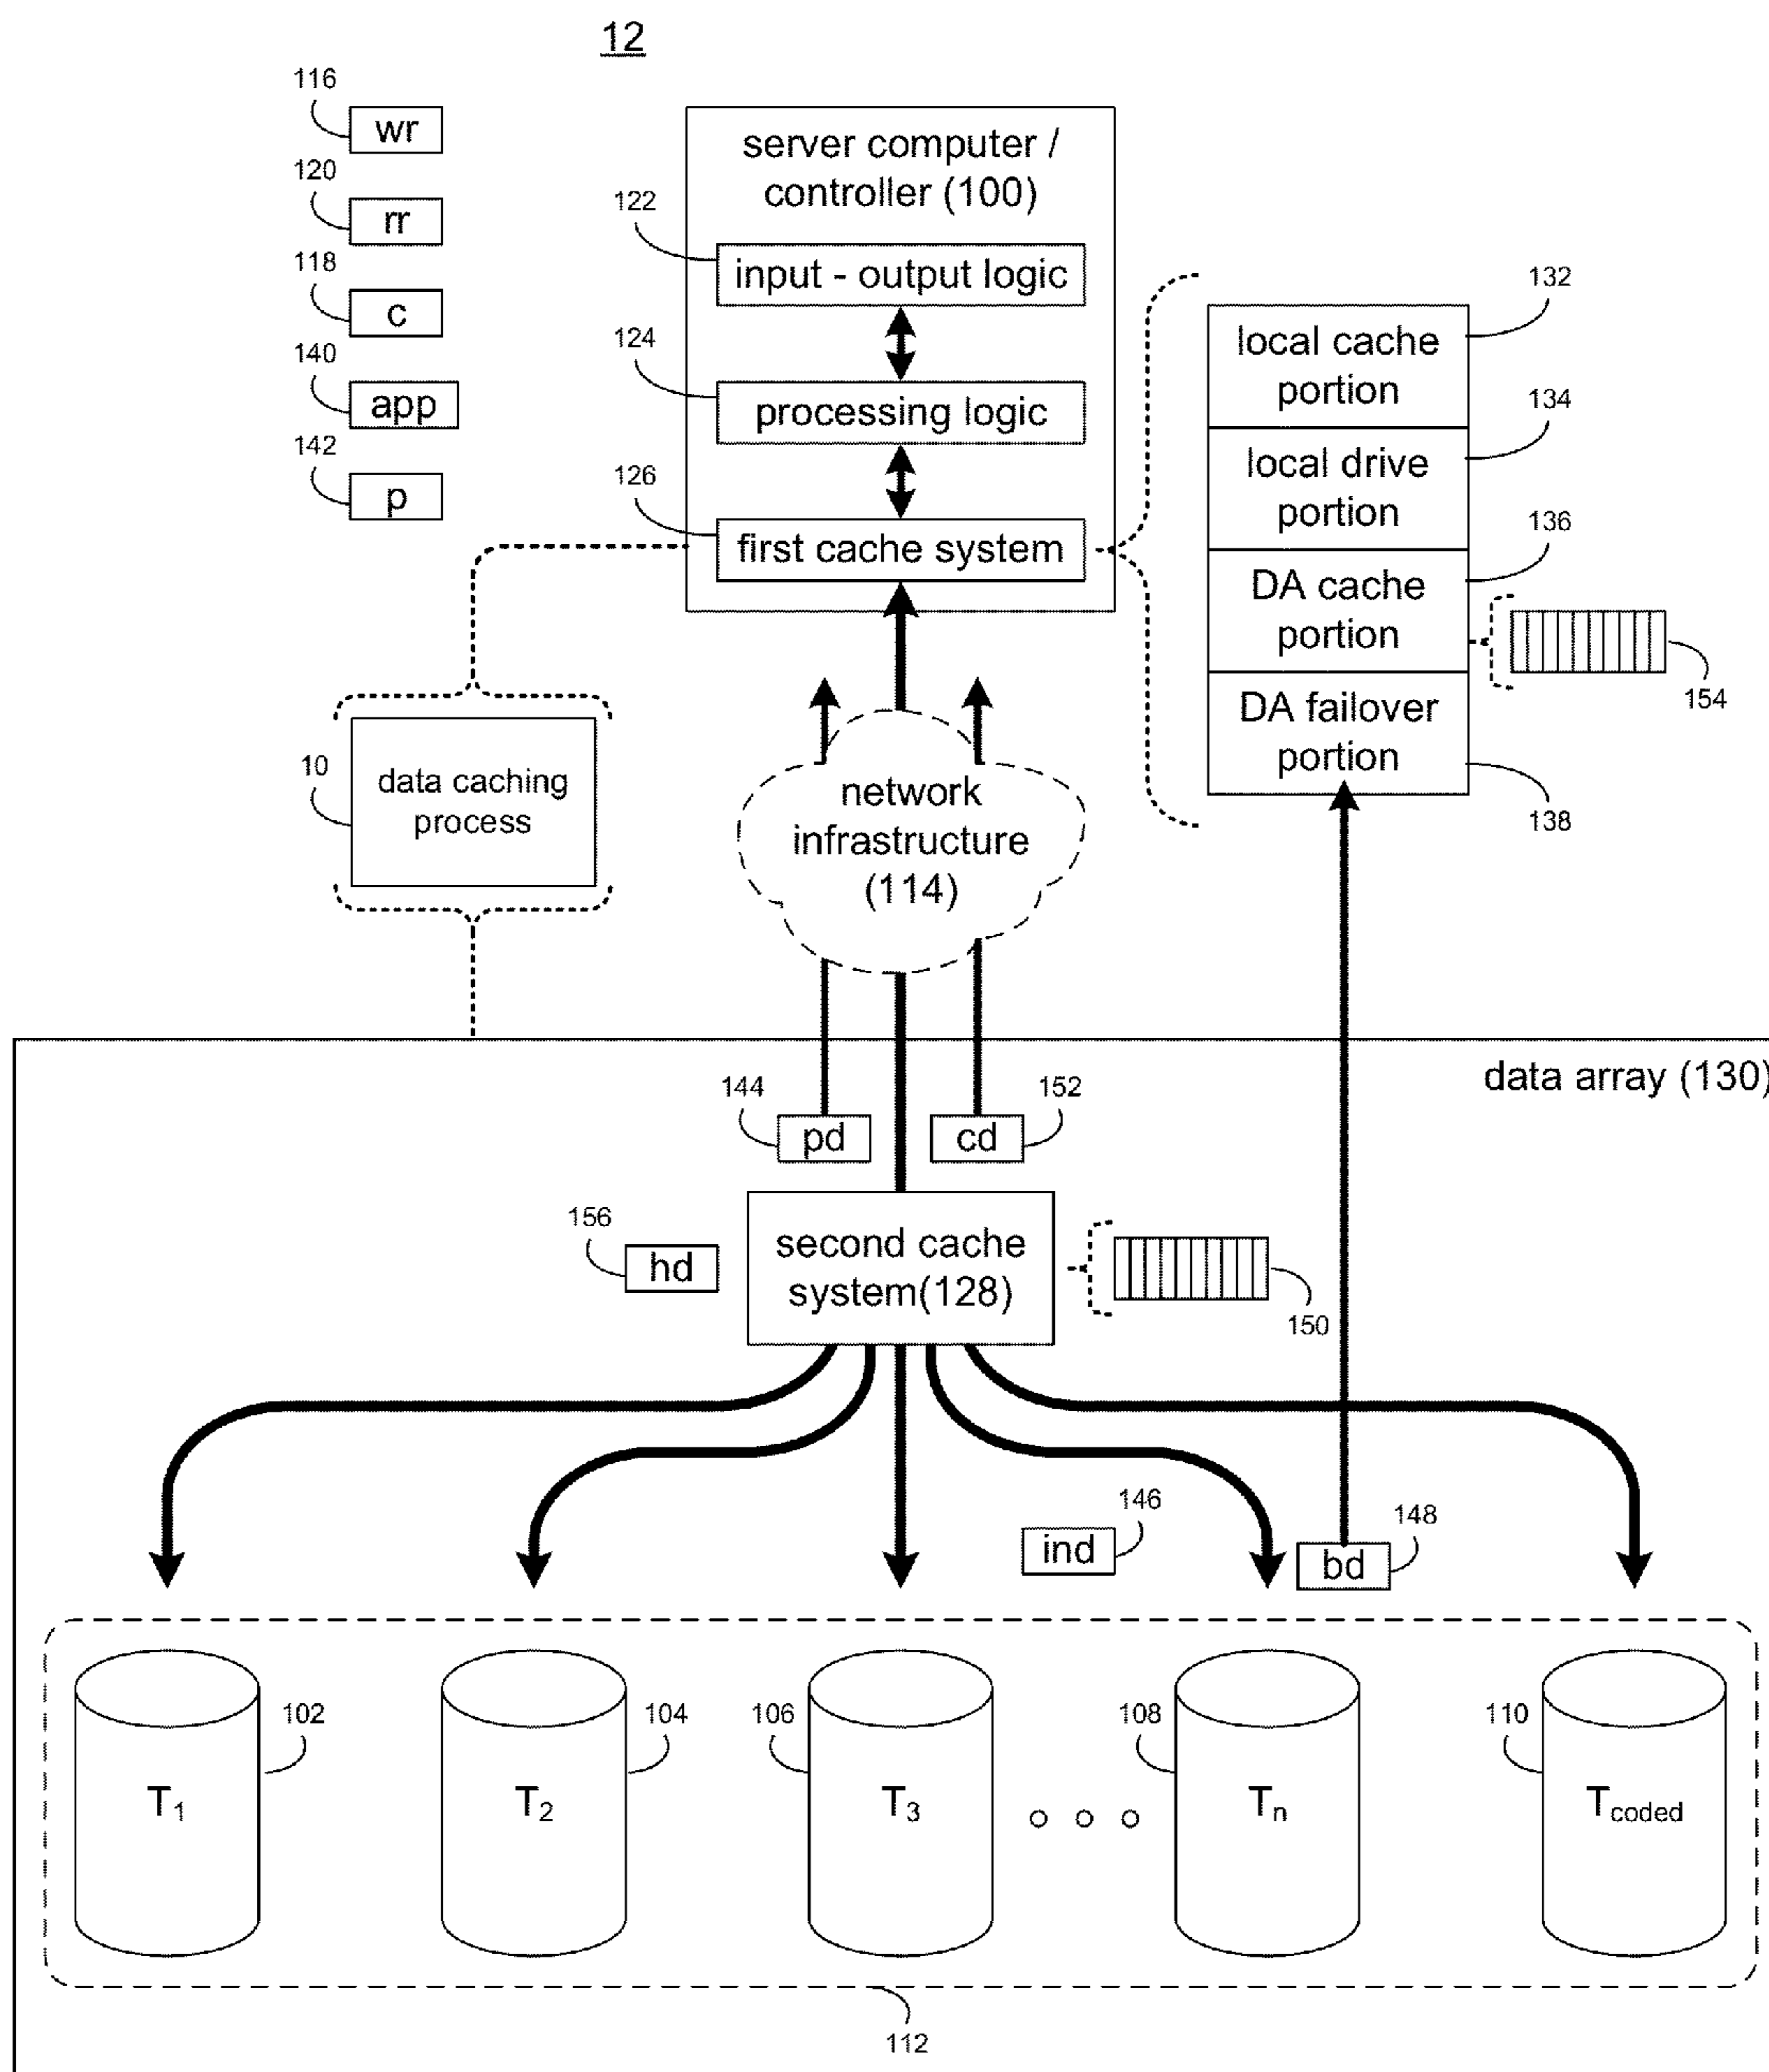 12
116
wr
120
rr
118
c
140
app
142
p
server computer /
controller (100)
122
input - output logic
124
processing logic
126
first cache system
132
local cache
portion
134
local drive
portion
136
DA cache
portion
154
DA failover
portion
138
10
data caching
process
network
infrastructure
(114)
data array (130)
144
pd
152
cd
156
hd
second cache
system(128)
150
146
ind
148
bd
102
T1
104
T2
106
T3
108
Tn
110
Tcoded
112